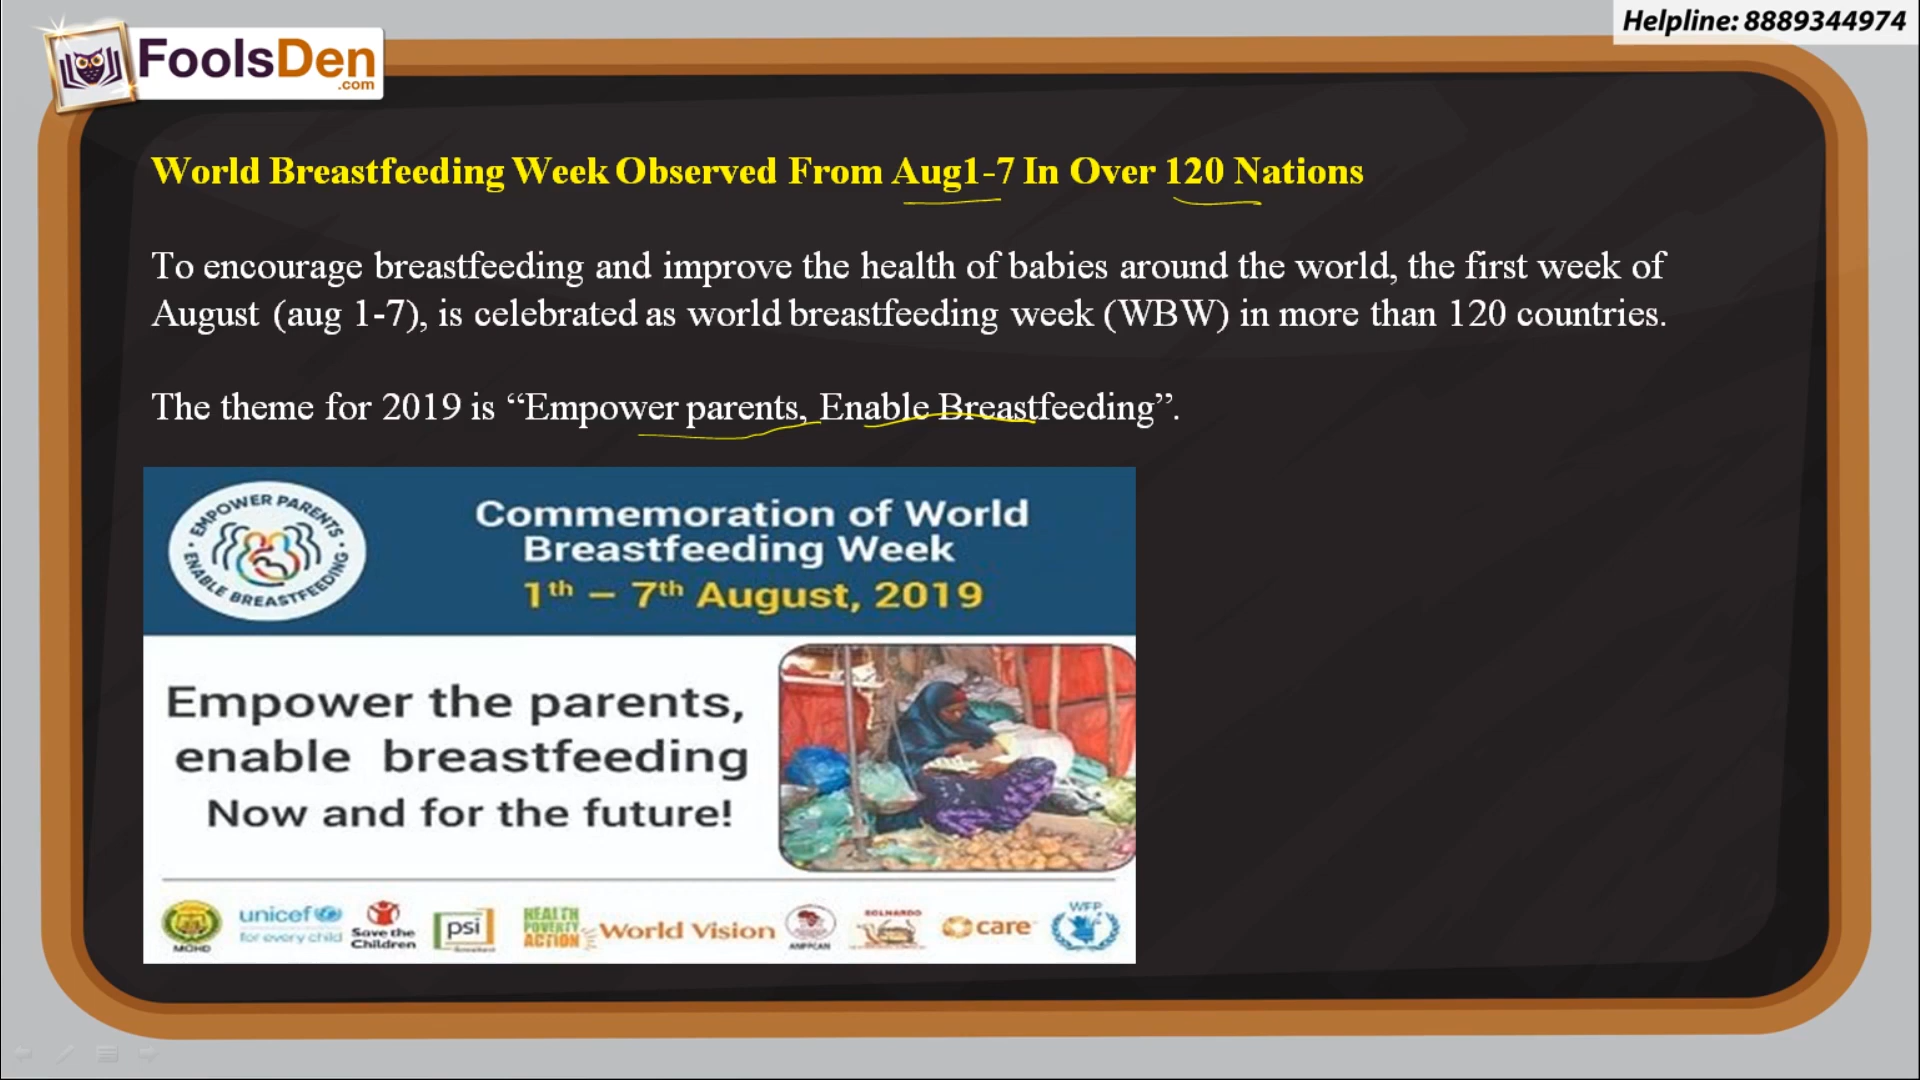 Helpline: 8889344974
FoolsDen
.com
World Breastfeeding Week Observed From Aug1-7 In Over 120 Nations
To encourage breastfeeding and improve the health of babies around the world, the first week of
August (aug 1-7), is celebrated as world breastfeeding week (WBW) in more than 120 countries.
The theme for 2019 is “Empower parents, Enable Breastfeeding”.
EMPOWER PARENTS
ENABLE BREASTFEEDING
Commemoration of World
Breastfeeding Week
1th – 7th August, 2019
Empower the parents,
enable breastfeeding
Now and for the future!
MOHD
unicef
for every child
Save the
Children
psi
HEALTH
POVERTY
ACTION
World Vision
ANPPCAN
care
WFP